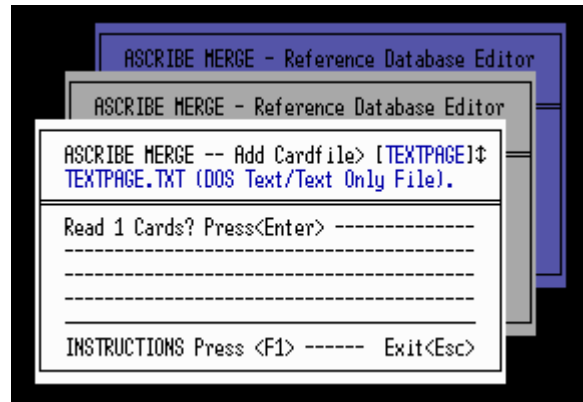 ASCRIBE MERGE - Reference Database Editor
ASCRIBE MERGE - Reference Database Editor
ASCRIBE MERGE -- Add Cardfile> [TEXTPAGE]↕
TEXTPAGE.TXT (DOS Text/Text Only File).
Read 1 Cards? Press<Enter> --------------
-----------------------------------------
-----------------------------------------
-----------------------------------------
INSTRUCTIONS Press <F1> ------ Exit<Esc>